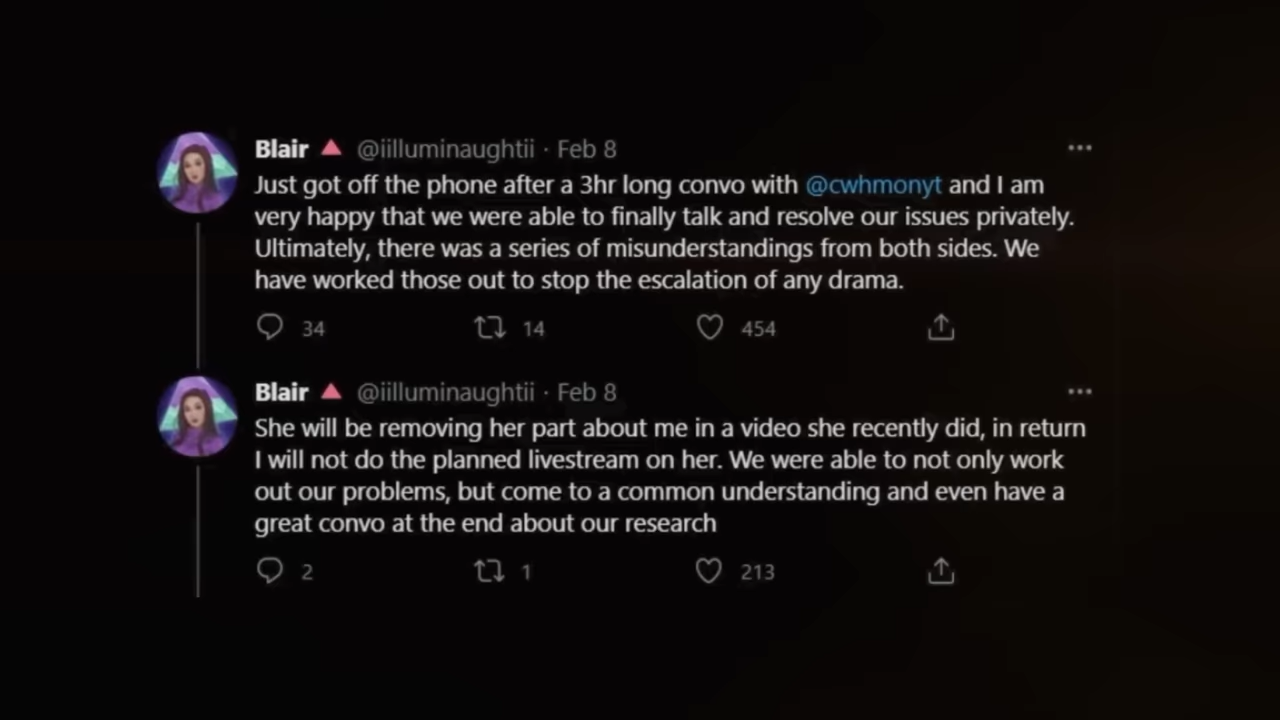 Blair 🔺 @iilluminaughtii · Feb 8
Just got off the phone after a 3hr long convo with @cwhmonyt and I am
very happy that we were able to finally talk and resolve our issues privately.
Ultimately, there was a series of misunderstandings from both sides. We
have worked those out to stop the escalation of any drama.
34 14 454
Blair 🔺 @iilluminaughtii · Feb 8
She will be removing her part about me in a video she recently did, in return
I will not do the planned livestream on her. We were able to not only work
out our problems, but come to a common understanding and even have a
great convo at the end about our research
2 1 213